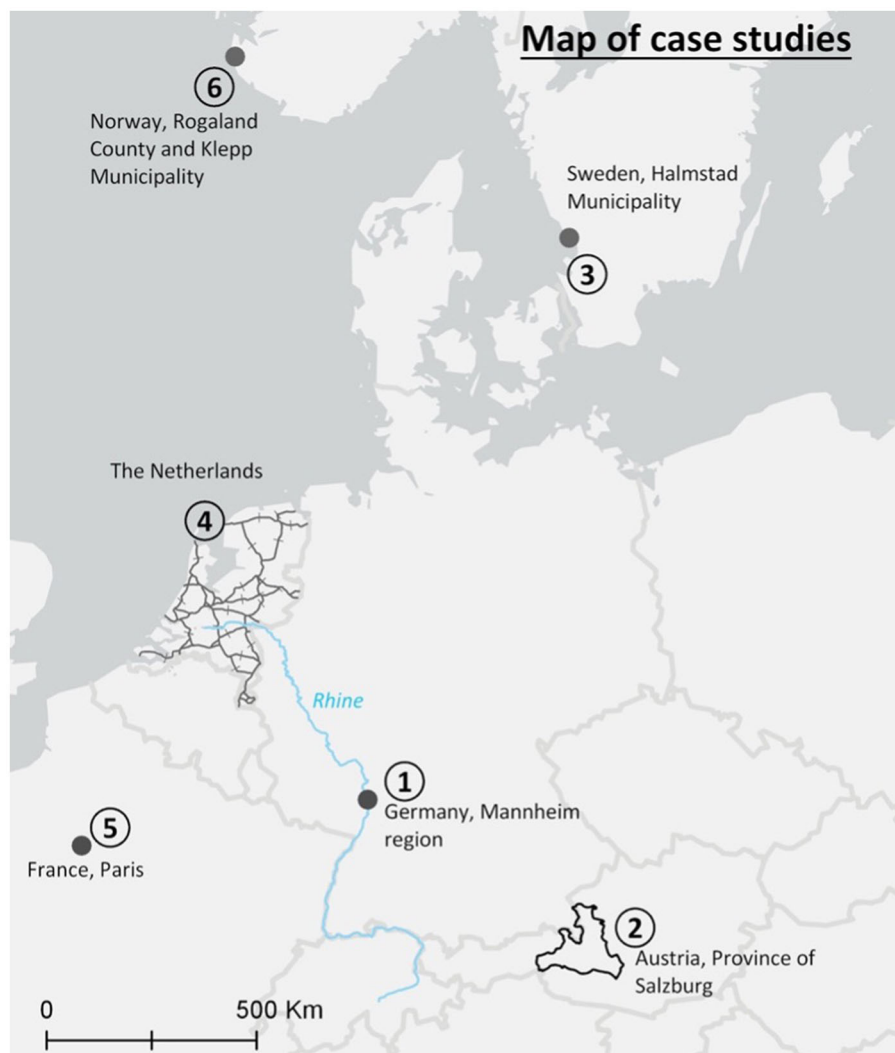 Map of case studies
6
Norway, Rogaland
County and Klepp
Municipality
Sweden, Halmstad
Municipality
3
The Netherlands
4
Rhine
1
Germany, Mannheim
region
5
France, Paris
2
Austria, Province of
Salzburg
0
500 Km